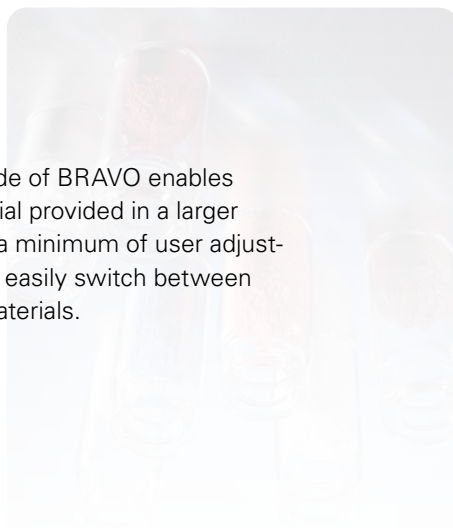 de of BRAVO enables
ial provided in a larger
a minimum of user adjust-
easily switch between
aterials.